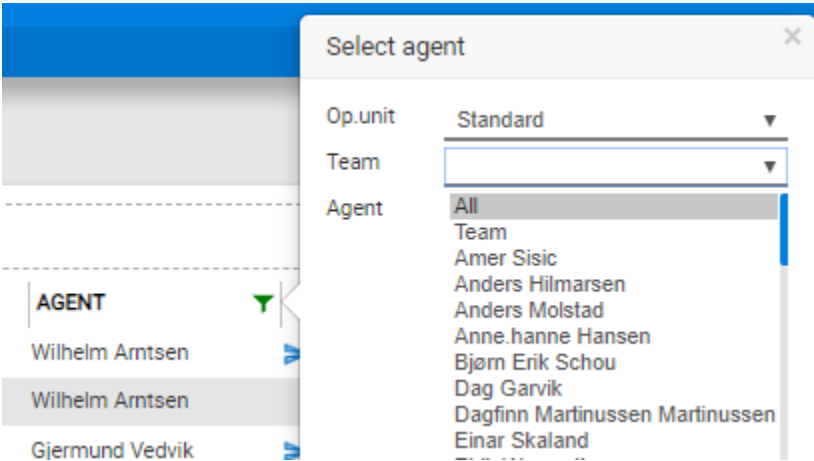 Select agent
Op.unit Standard
Team
Agent All
Team
Amer Sisic
Anders Hilmarsen
Anders Molstad
Anne.hanne Hansen
Bjørn Erik Schou
Dag Garvik
Dagfinn Martinussen Martinussen
Einar Skaland
AGENT
Wilhelm Arntsen
Wilhelm Arntsen
Gjermund Vedvik